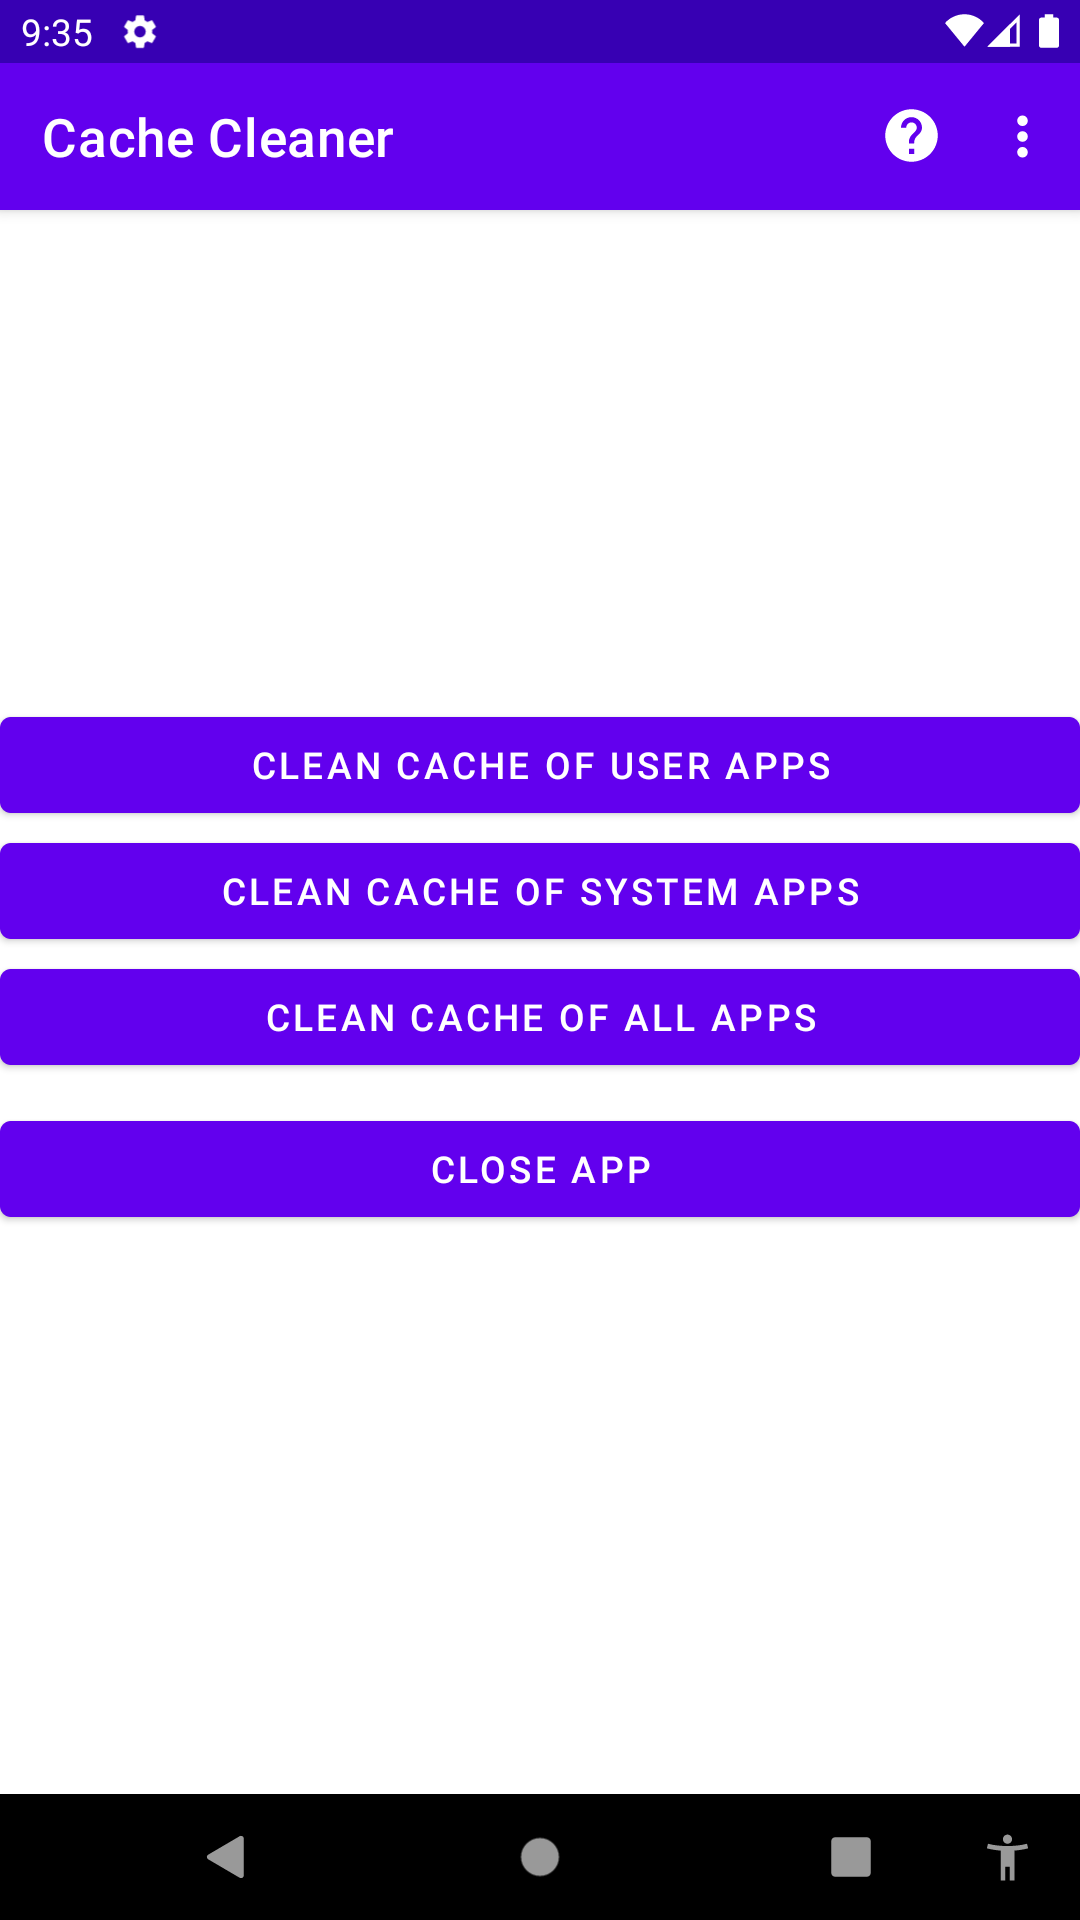 9:35
Cache Cleaner
CLEAN CACHE OF USER APPS
CLEAN CACHE OF SYSTEM APPS
CLEAN CACHE OF ALL APPS
CLOSE APP